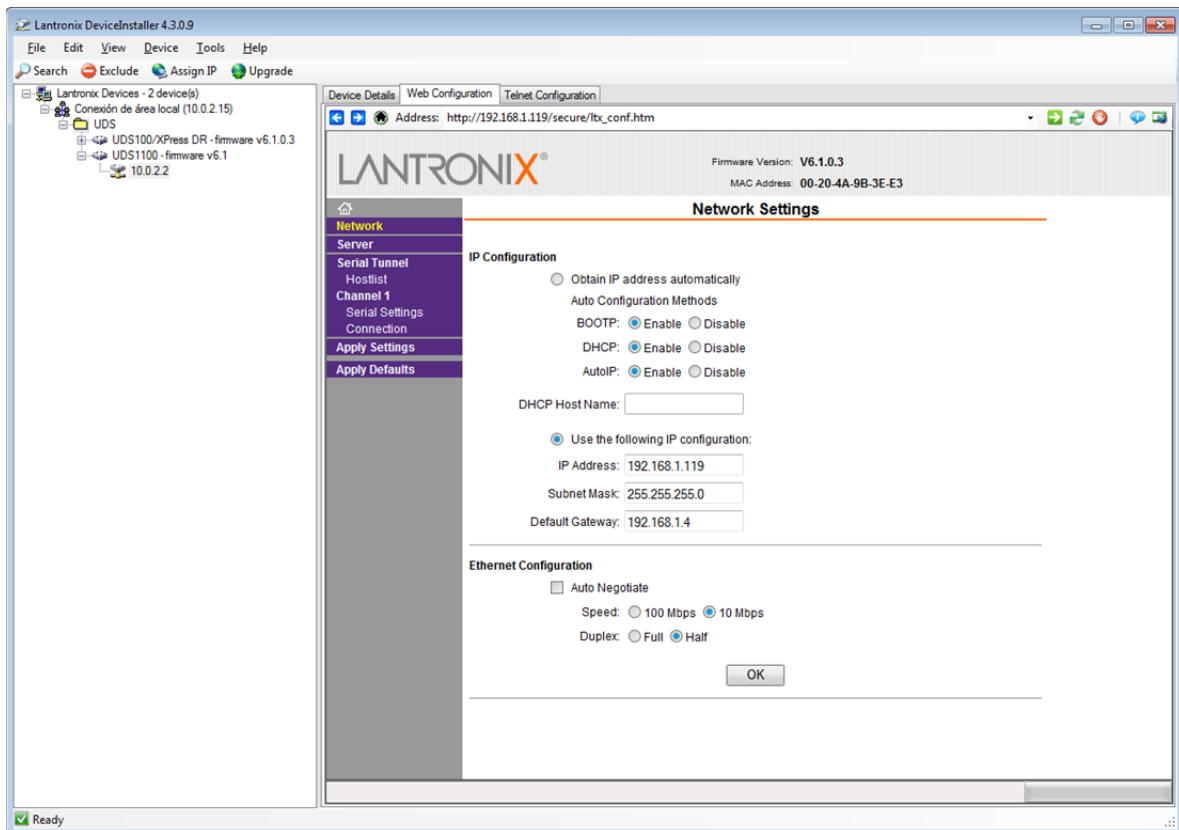 Lantronix DeviceInstaller 4.3.0.9
File Edit View Device Tools Help
Search Exclude Assign IP Upgrade
Lantronix Devices - 2 device(s)
Conexión de área local (10.0.2.15)
UDS
UDS100/XPress DR - firmware v6.1.0.3
UDS1100 - firmware v6.1
10.0.2.2
Device Details Web Configuration Telnet Configuration
Address: http://192.168.1.119/secure/ltx_conf.htm
LANTRONIX®
Firmware Version: V6.1.0.3
MAC Address: 00-20-4A-9B-3E-E3
Network
Server
Serial Tunnel
Hostlist
Channel 1
Serial Settings
Connection
Apply Settings
Apply Defaults
Network Settings
IP Configuration
Obtain IP address automatically
Auto Configuration Methods
BOOTP: Enable Disable
DHCP: Enable Disable
AutoIP: Enable Disable
DHCP Host Name:
Use the following IP configuration:
IP Address: 192.168.1.119
Subnet Mask: 255.255.255.0
Default Gateway: 192.168.1.4
Ethernet Configuration
Auto Negotiate
Speed: 100 Mbps 10 Mbps
Duplex: Full Half
OK
Ready